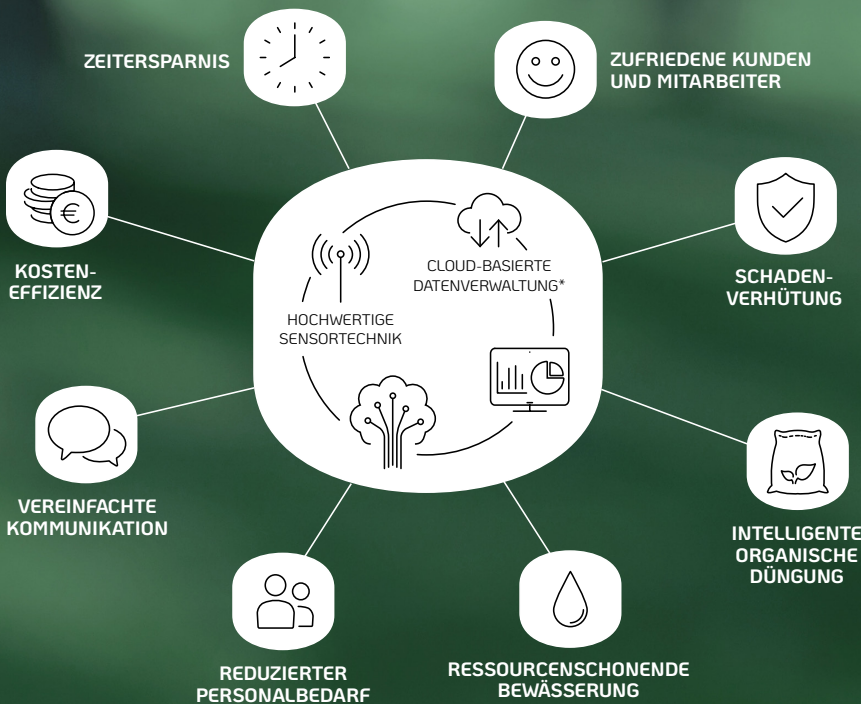 ZEITERSPARNIS
ZUFRIEDENE KUNDEN
UND MITARBEITER
KOSTEN-
EFFIZIENZ
CLOUD-BASIERTE
DATENVERWALTUNG*
HOCHWERTIGE
SENSORTECHNIK
SCHADEN-
VERHÜTUNG
VEREINFACHTE
KOMMUNIKATION
INTELLIGENTE
ORGANISCHE
DÜNGUNG
REDUZIERTER
PERSONALBEDARF
RESSOURCENSCHONENDE
BEWÄSSERUNG